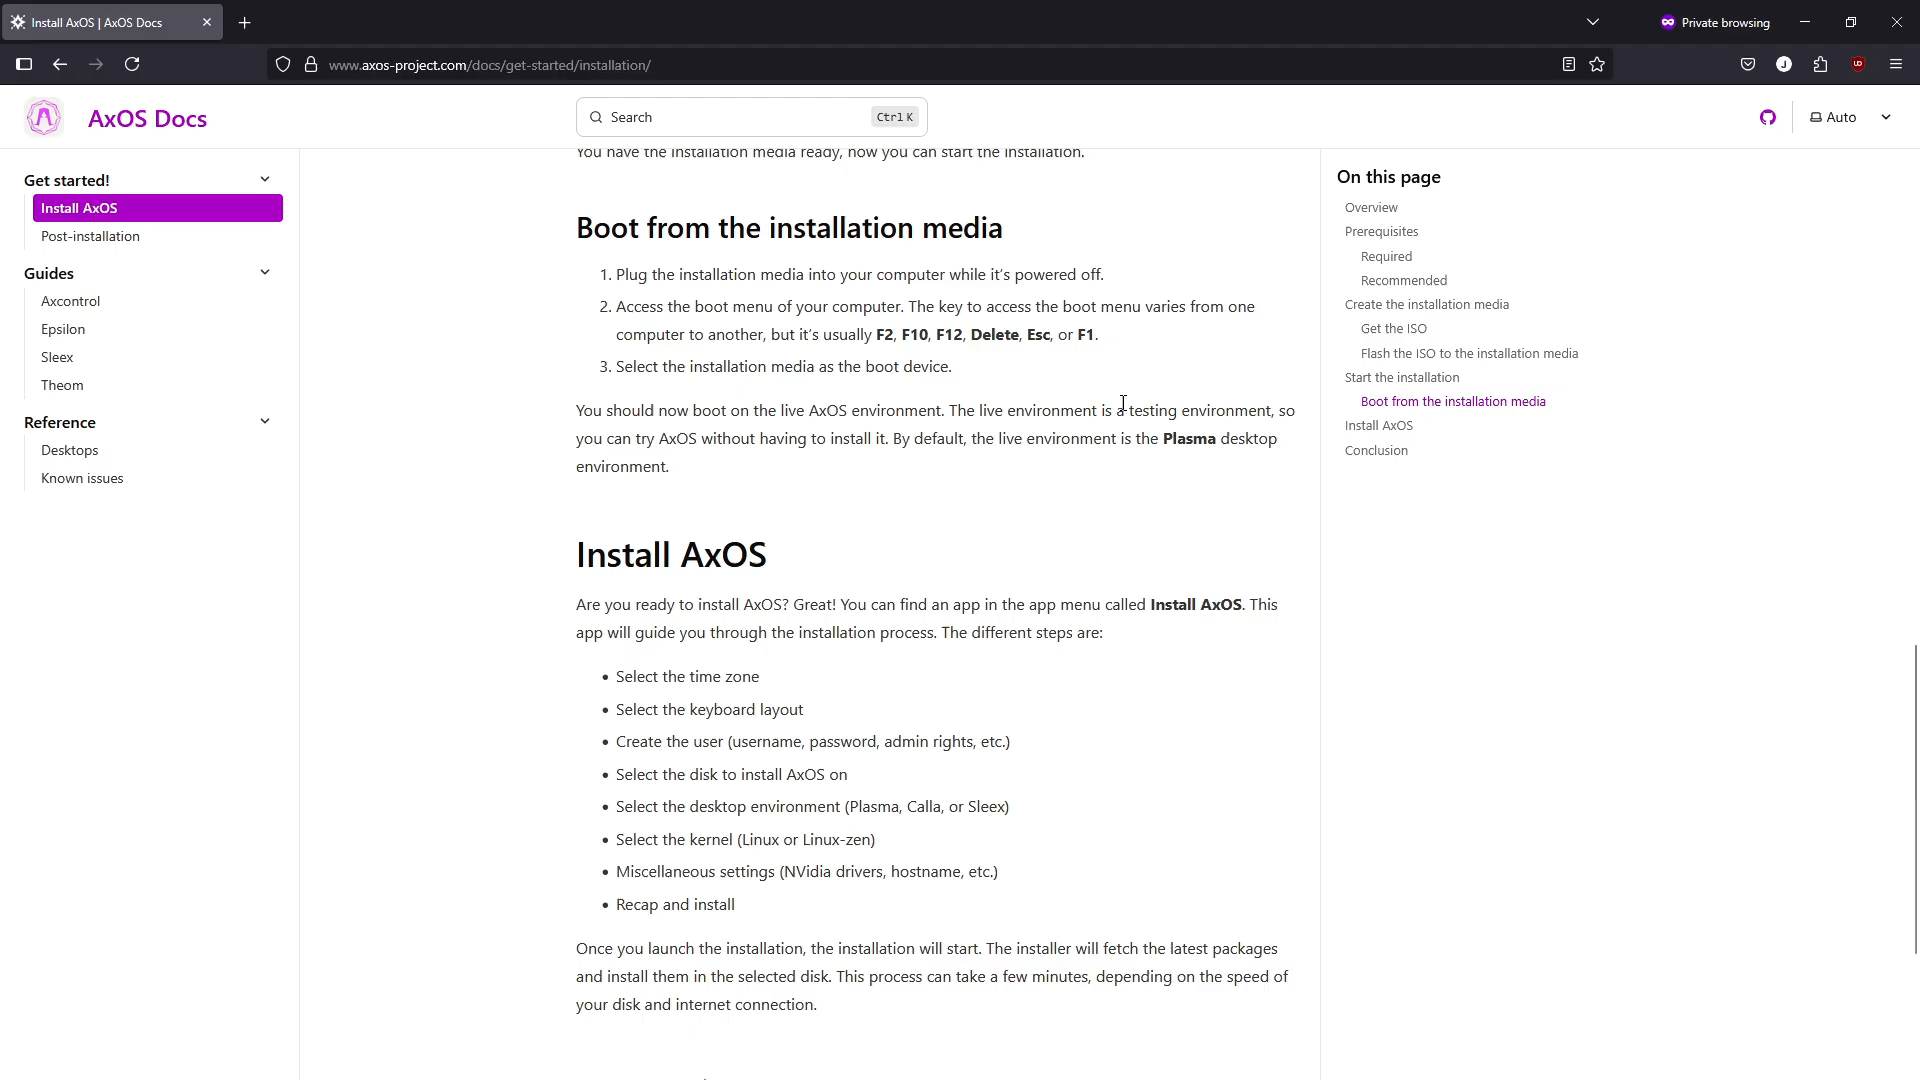 Install AxOS | AxOS Docs
Private browsing
www.axos-project.com/docs/get-started/installation/
AxOS Docs
Search
Ctrl K
Auto
Get started!
Install AxOS
Post-installation
Guides
Axcontrol
Epsilon
Sleex
Theom
Reference
Desktops
Known issues
You have the installation media ready, now you can start the installation.
Boot from the installation media
1. Plug the installation media into your computer while it’s powered off.
2. Access the boot menu of your computer. The key to access the boot menu varies from one
computer to another, but it’s usually F2, F10, F12, Delete, Esc, or F1.
3. Select the installation media as the boot device.
You should now boot on the live AxOS environment. The live environment is a testing environment, so
you can try AxOS without having to install it. By default, the live environment is the Plasma desktop
environment.
Install AxOS
Are you ready to install AxOS? Great! You can find an app in the app menu called Install AxOS. This
app will guide you through the installation process. The different steps are:
• Select the time zone
• Select the keyboard layout
• Create the user (username, password, admin rights, etc.)
• Select the disk to install AxOS on
• Select the desktop environment (Plasma, Calla, or Sleex)
• Select the kernel (Linux or Linux-zen)
• Miscellaneous settings (NVidia drivers, hostname, etc.)
• Recap and install
Once you launch the installation, the installation will start. The installer will fetch the latest packages
and install them in the selected disk. This process can take a few minutes, depending on the speed of
your disk and internet connection.
On this page
Overview
Prerequisites
Required
Recommended
Create the installation media
Get the ISO
Flash the ISO to the installation media
Start the installation
Boot from the installation media
Install AxOS
Conclusion